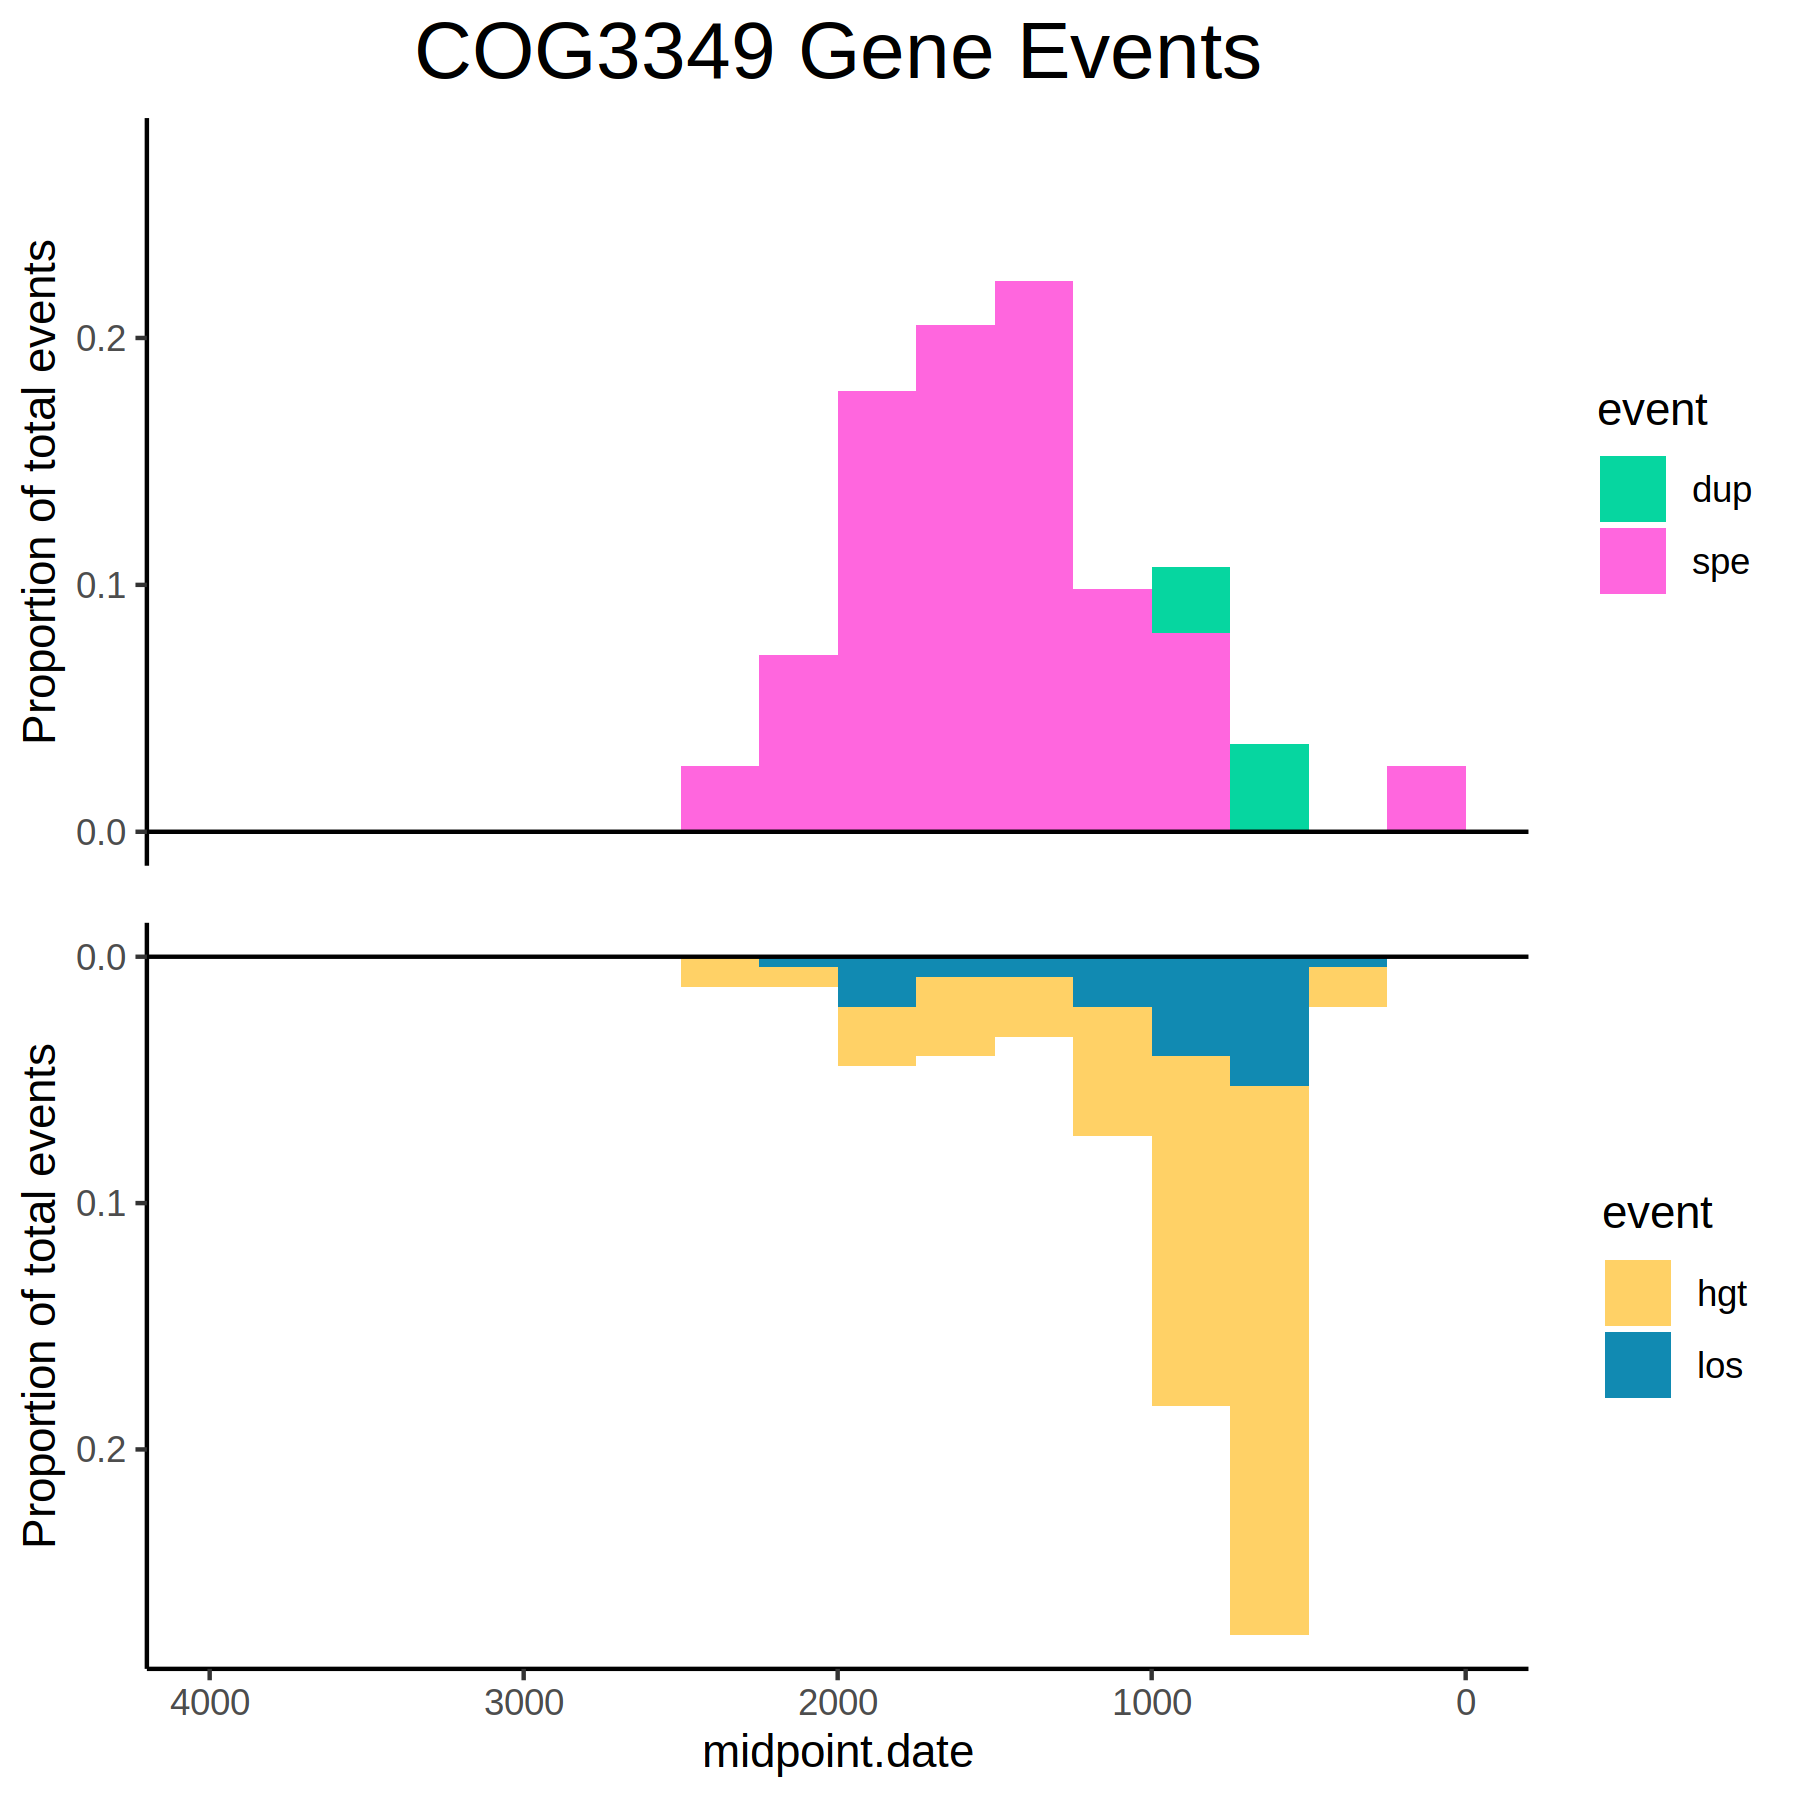 COG3349 Gene Events
Proportion of total events
0.2
0.1
0.0
event
dup
spe
Proportion of total events
0.0
0.1
0.2
event
hgt
los
4000 3000 2000 1000 0
midpoint.date